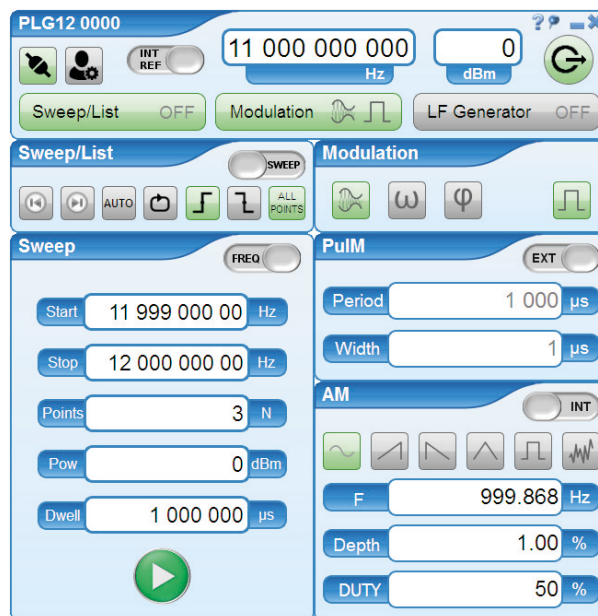 PLG12 0000
INT REF
11 000 000 000
Hz
0
dBm
Sweep/List OFF
Modulation
LF Generator OFF
Sweep/List
SWEEP
AUTO
ALL POINTS
Modulation
ω
φ
Sweep
FREQ
Start 11 999 000 00 Hz
Stop 12 000 000 00 Hz
Points 3 N
Pow 0 dBm
Dwell 1 000 000 µs
PulM
EXT
Period 1 000 µs
Width 1 µs
AM
INT
F 999.868 Hz
Depth 1.00 %
DUTY 50 %